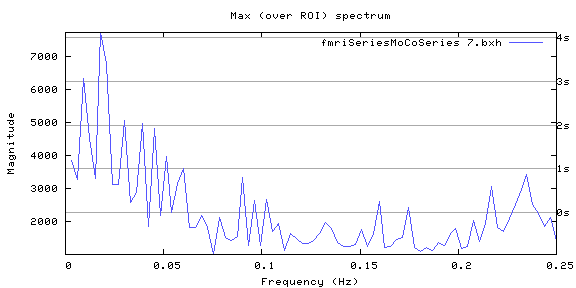 Max (over ROI) spectrum
fmriSeriesMoCoSeries 7.bxh
7000
6000
5000
4000
3000
2000
4s
3s
2s
1s
0s
Magnitude
0 0.05 0.1 0.15 0.2 0.25
Frequency (Hz)